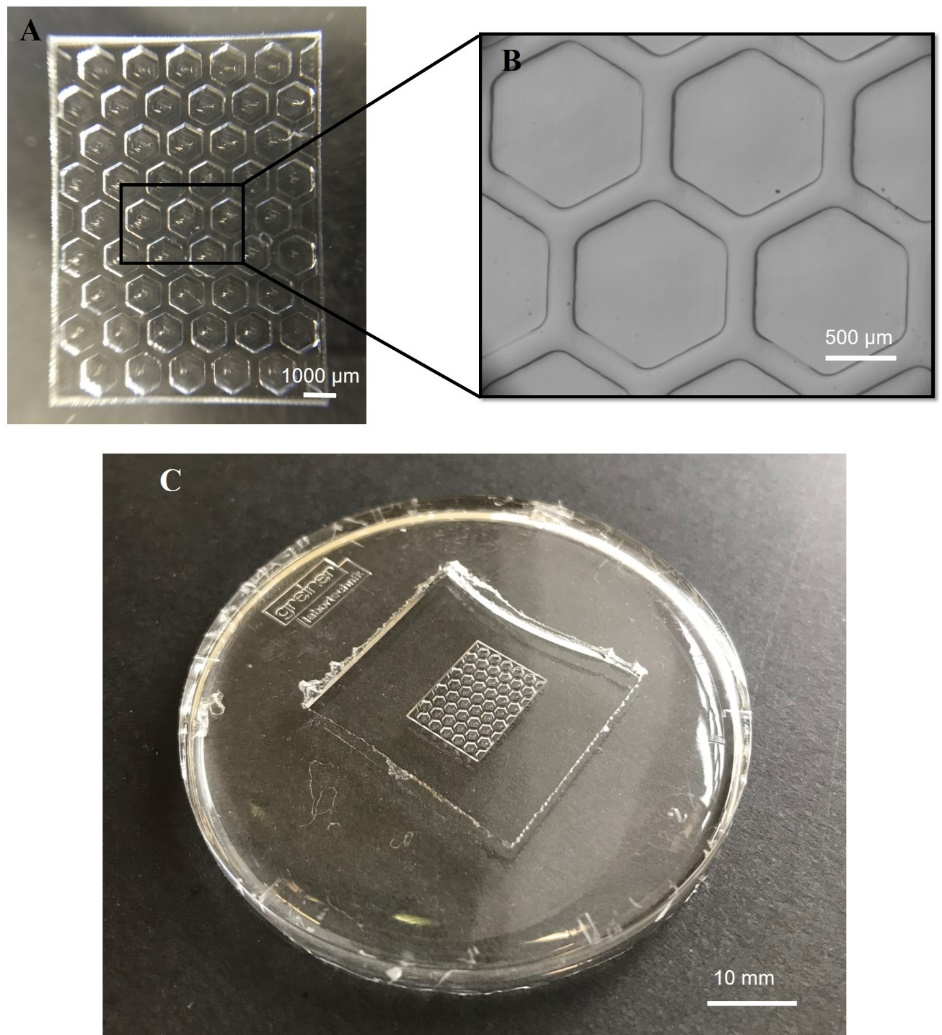 A
B
500 µm
1000 µm
C
greiner
labortechnik
10 mm